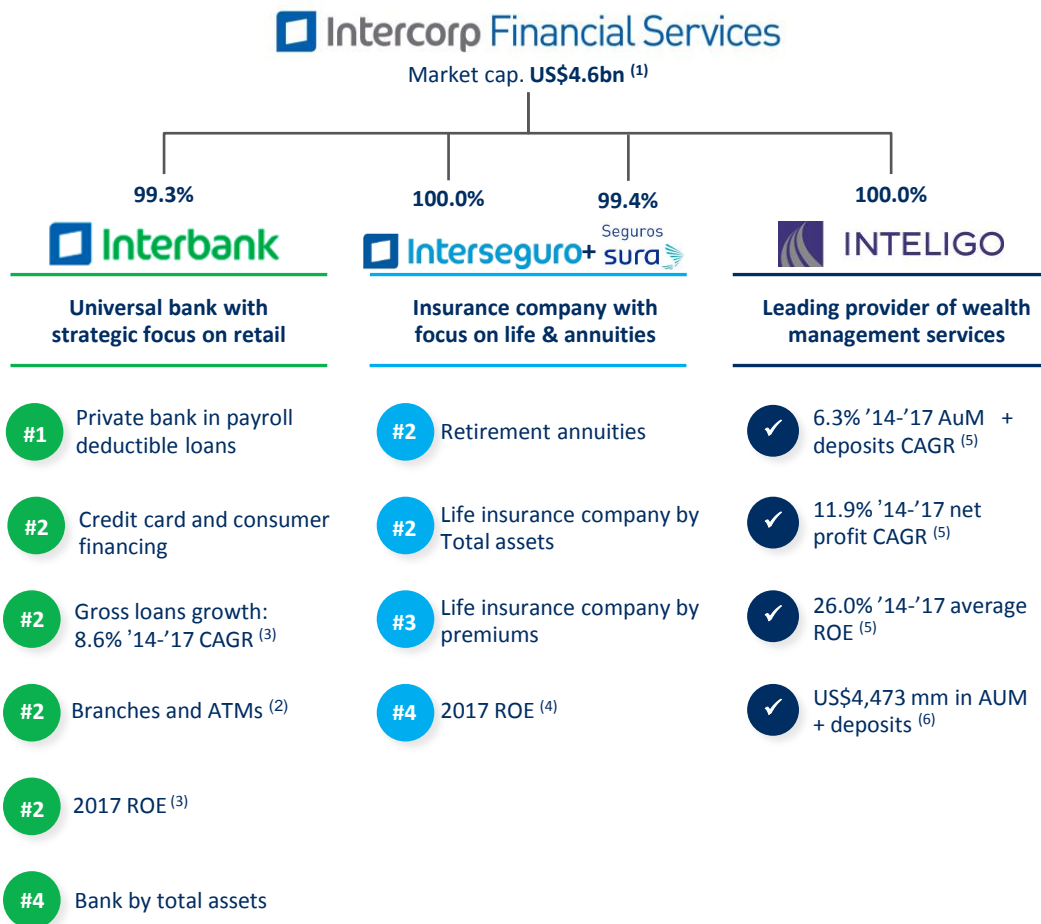 Intercorp Financial Services
Market cap. US$4.6bn (1)
99.3%
100.0%
99.4%
100.0%
Interbank
Interseguro+
Seguros
sura
INTELIGO
Universal bank with
strategic focus on retail
Insurance company with
focus on life & annuities
Leading provider of wealth
management services
#1
Private bank in payroll
deductible loans
#2
Credit card and consumer
financing
#2
Gross loans growth:
8.6% ’14-’17 CAGR (3)
#2
Branches and ATMs (2)
#2
2017 ROE (3)
#4
Bank by total assets
#2
Retirement annuities
#2
Life insurance company by
Total assets
#3
Life insurance company by
premiums
#4
2017 ROE (4)
✓
6.3% ’14-’17 AuM +
deposits CAGR (5)
✓
11.9% ’14-’17 net
profit CAGR (5)
✓
26.0% ’14-’17 average
ROE (5)
✓
US$4,473 mm in AUM
+ deposits (6)